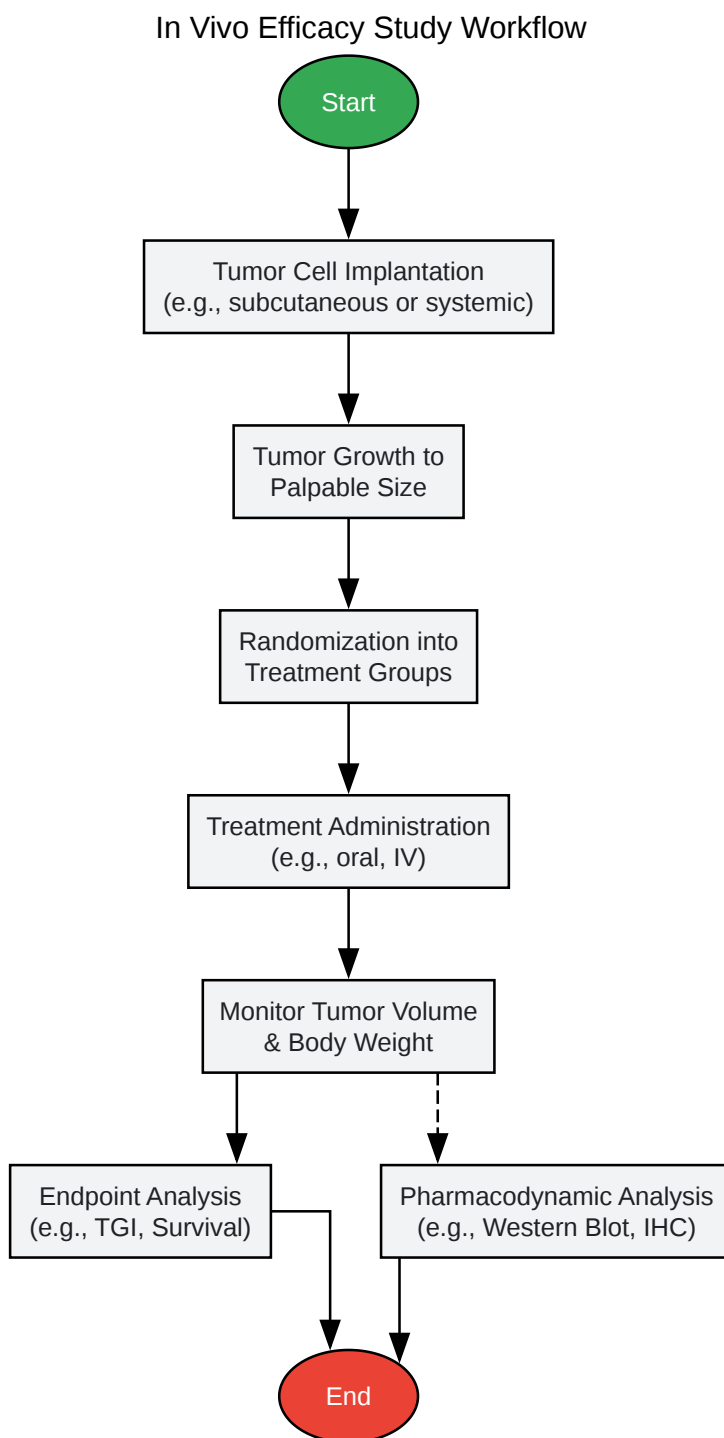 In Vivo Efficacy Study Workflow
Start
Tumor Cell Implantation
(e.g., subcutaneous or systemic)
Tumor Growth to
Palpable Size
Randomization into
Treatment Groups
Treatment Administration
(e.g., oral, IV)
Monitor Tumor Volume
& Body Weight
Endpoint Analysis
(e.g., TGI, Survival)
Pharmacodynamic Analysis
(e.g., Western Blot, IHC)
End